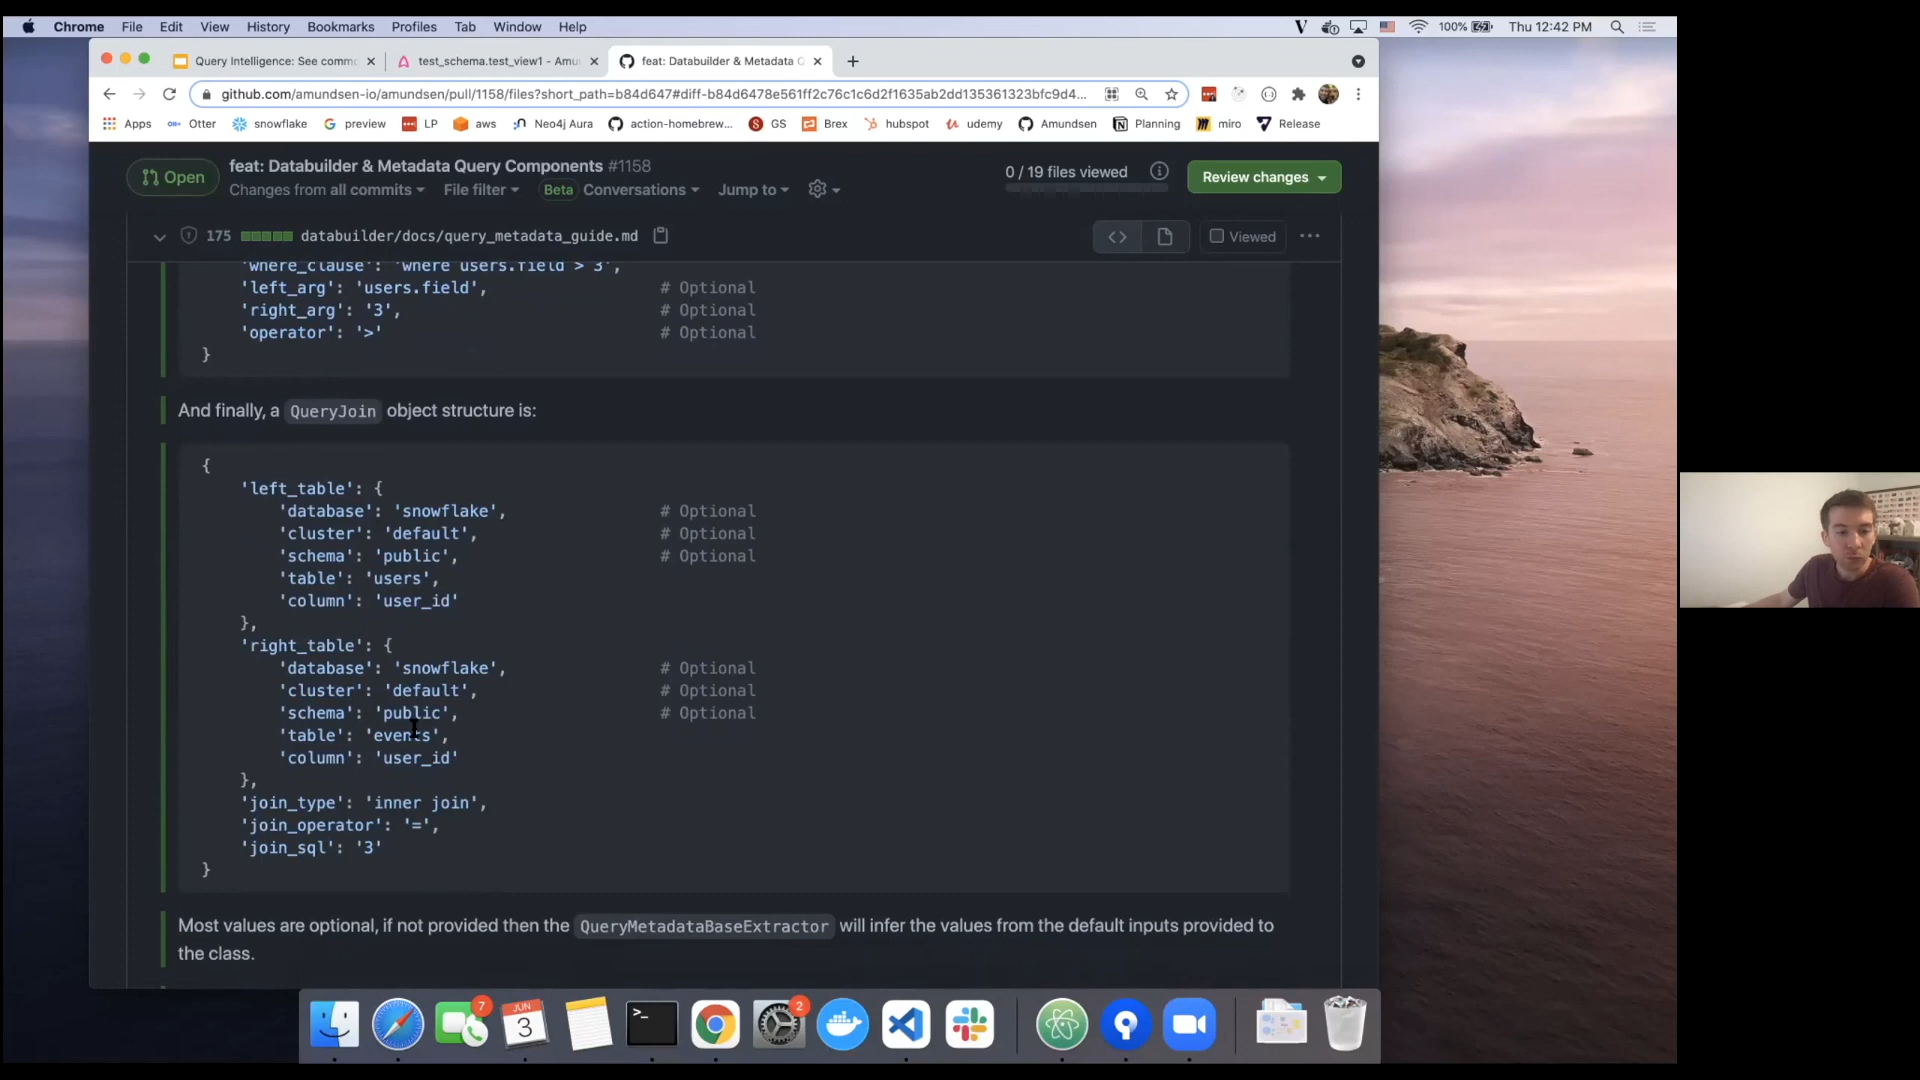 Chrome File Edit View History Bookmarks Profiles Tab Window Help
100% Thu 12:42 PM
Query Intelligence: See comm
test_schema.test_view1 - Amu
feat: Databuilder & Metadata Q
github.com/amundsen-io/amundsen/pull/1158/files?short_path=b84d647#diff-b84d6478e561ff2c76c1c6d2f1635ab2dd135361323bfc9d4...
Apps Otter snowflake preview LP aws Neo4j Aura action-homebrew... GS Brex hubspot udemy Amundsen Planning miro Release
Open
feat: Databuilder & Metadata Query Components #1158
Changes from all commits File filter Beta Conversations Jump to
0 / 19 files viewed
Review changes
175 databuilder/docs/query_metadata_guide.md
<> Viewed ...
'where_clause': 'where users.field > 3',
'left_arg': 'users.field', # Optional
'right_arg': '3', # Optional
'operator': '>' # Optional
}
And finally, a QueryJoin object structure is:
{
'left_table': {
'database': 'snowflake', # Optional
'cluster': 'default', # Optional
'schema': 'public', # Optional
'table': 'users',
'column': 'user_id'
},
'right_table': {
'database': 'snowflake', # Optional
'cluster': 'default', # Optional
'schema': 'public', # Optional
'table': 'events',
'column': 'user_id'
},
'join_type': 'inner join',
'join_operator': '=',
'join_sql': '3'
}
Most values are optional, if not provided then the QueryMetadataBaseExtractor will infer the values from the default inputs provided to
the class.
7
JUN
3
>_
2